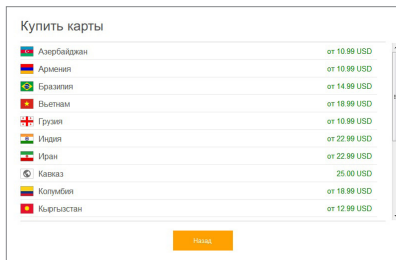 Купить карты
Азербайджан от 10.99 USD
Армения от 10.99 USD
Бразилия от 14.99 USD
Вьетнам от 18.99 USD
Грузия от 10.99 USD
Индия от 22.99 USD
Иран от 22.99 USD
Кавказ 25.00 USD
Колумбия от 18.99 USD
Кыргызстан от 12.99 USD
Назад